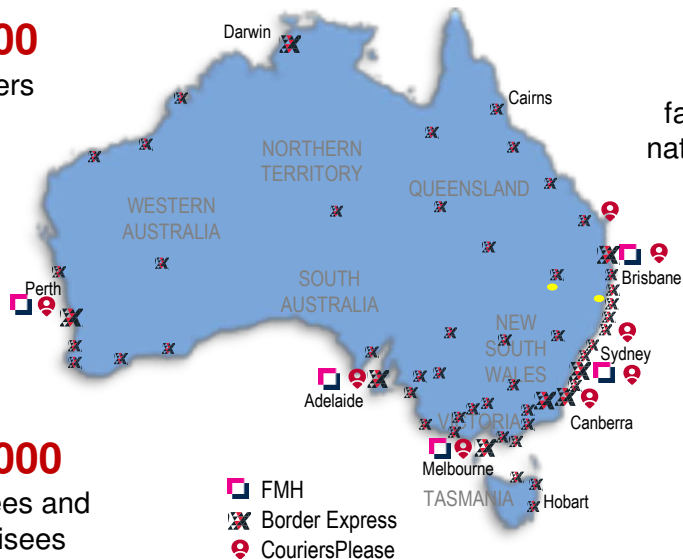 00
ers
Darwin
Cairns
fa
nat
NORTHERN
TERRITORY
QUEENSLAND
WESTERN
AUSTRALIA
SOUTH
AUSTRALIA
Brisbane
Perth
NEW
SOUTH
WALES
Sydney
Adelaide
Canberra
VICTORIA
Melbourne
TASMANIA
Hobart
000
ees and
isees
FMH
Border Express
CouriersPlease